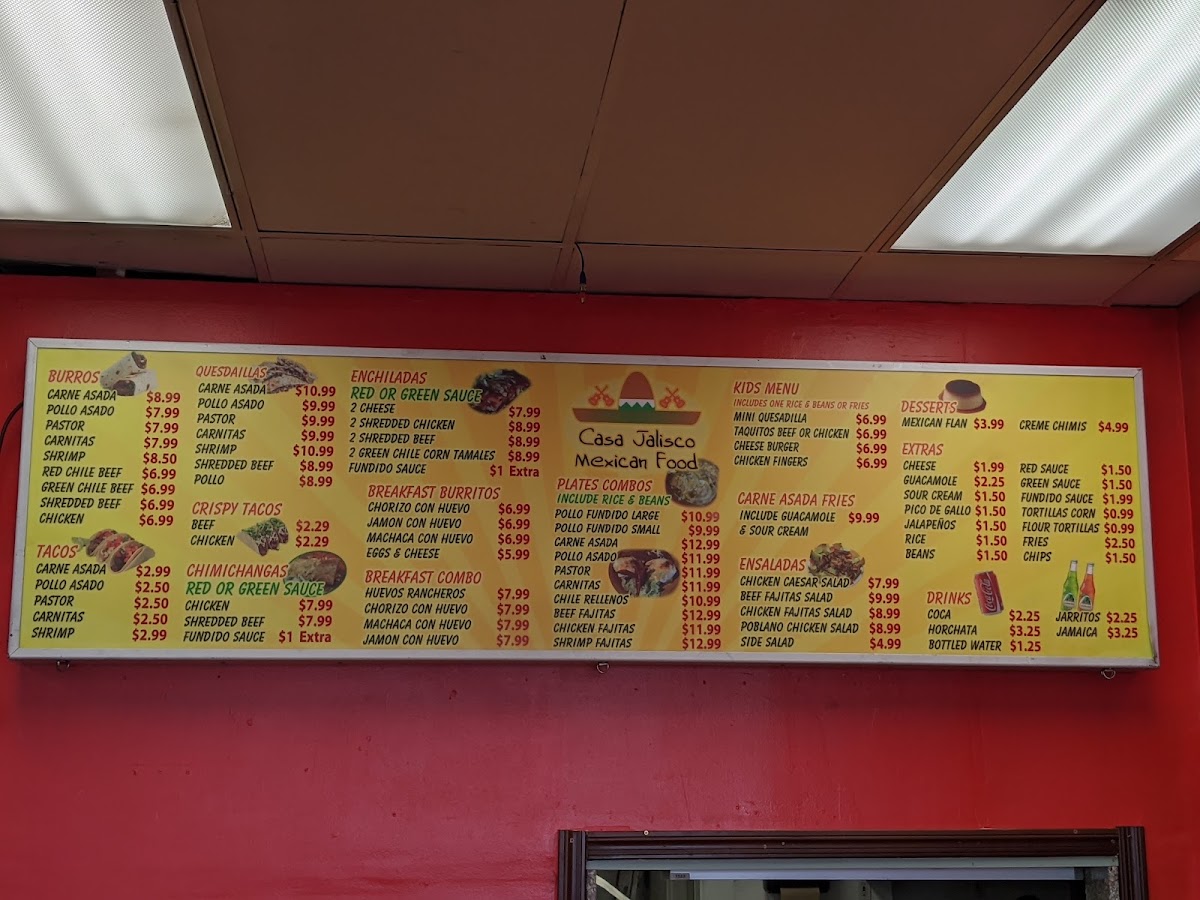 BURROS
CARNE ASADA $8.99
POLLO ASADO $7.99
PASTOR $7.99
CARNITAS $7.99
SHRIMP $8.50
RED CHILE BEEF $6.99
GREEN CHILE BEEF $6.99
SHREDDED BEEF $6.99
CHICKEN $6.99
TACOS
CARNE ASADA $2.99
POLLO ASADO $2.50
PASTOR $2.50
CARNITAS $2.50
SHRIMP $2.99
QUESDAILLAS
CARNE ASADA $10.99
POLLO ASADO $9.99
PASTOR $9.99
CARNITAS $9.99
SHRIMP $10.99
SHREDDED BEEF $8.99
POLLO $8.99
CRISPY TACOS
BEEF $2.29
CHICKEN $2.29
CHIMICHANGAS
RED OR GREEN SAUCE
CHICKEN $7.99
SHREDDED BEEF $7.99
FUNDIDO SAUCE $1 Extra
ENCHILADAS
RED OR GREEN SAUCE
2 CHEESE $7.99
2 SHREDDED CHICKEN $8.99
2 SHREDDED BEEF $8.99
2 GREEN CHILE CORN TAMALES $8.99
FUNDIDO SAUCE $1 Extra
BREAKFAST BURRITOS
CHORIZO CON HUEVO $6.99
JAMON CON HUEVO $6.99
MACHACA CON HUEVO $6.99
EGGS & CHEESE $5.99
BREAKFAST COMBO
HUEVOS RANCHEROS $7.99
CHORIZO CON HUEVO $7.99
MACHACA CON HUEVO $7.99
JAMON CON HUEVO $7.99
Casa Jalisco
Mexican Food
PLATES COMBOS
INCLUDE RICE & BEANS
POLLO FUNDIDO LARGE $10.99
POLLO FUNDIDO SMALL $9.99
CARNE ASADA $12.99
POLLO ASADO $11.99
PASTOR $11.99
CARNITAS $11.99
CHILE RELLENOS $10.99
BEEF FAJITAS $12.99
CHICKEN FAJITAS $11.99
SHRIMP FAJITAS $12.99
KIDS MENU
INCLUDES ONE RICE & BEANS OR FRIES
MINI QUESADILLA $6.99
TAQUITOS BEEF OR CHICKEN $6.99
CHEESE BURGER $6.99
CHICKEN FINGERS $6.99
CARNE ASADA FRIES
INCLUDE GUACAMOLE $9.99
& SOUR CREAM
ENSALADAS
CHICKEN CAESAR SALAD $7.99
BEEF FAJITAS SALAD $9.99
CHICKEN FAJITAS SALAD $8.99
POBLANO CHICKEN SALAD $8.99
SIDE SALAD $4.99
DESSERTS
MEXICAN FLAN $3.99 CREME CHIMIS $4.99
EXTRAS
CHEESE $1.99
GUACAMOLE $2.25
SOUR CREAM $1.50
PICO DE GALLO $1.50
JALAPEÑOS $1.50
RICE $1.50
BEANS $1.50
RED SAUCE $1.50
GREEN SAUCE $1.50
FUNDIDO SAUCE $1.99
TORTILLAS CORN $0.99
FLOUR TORTILLAS $0.99
FRIES $2.50
CHIPS $1.50
DRINKS
COCA $2.25
HORCHATA $3.25
BOTTLED WATER $1.25
JARRITOS $2.25
JAMAICA $3.25
Coca-Cola